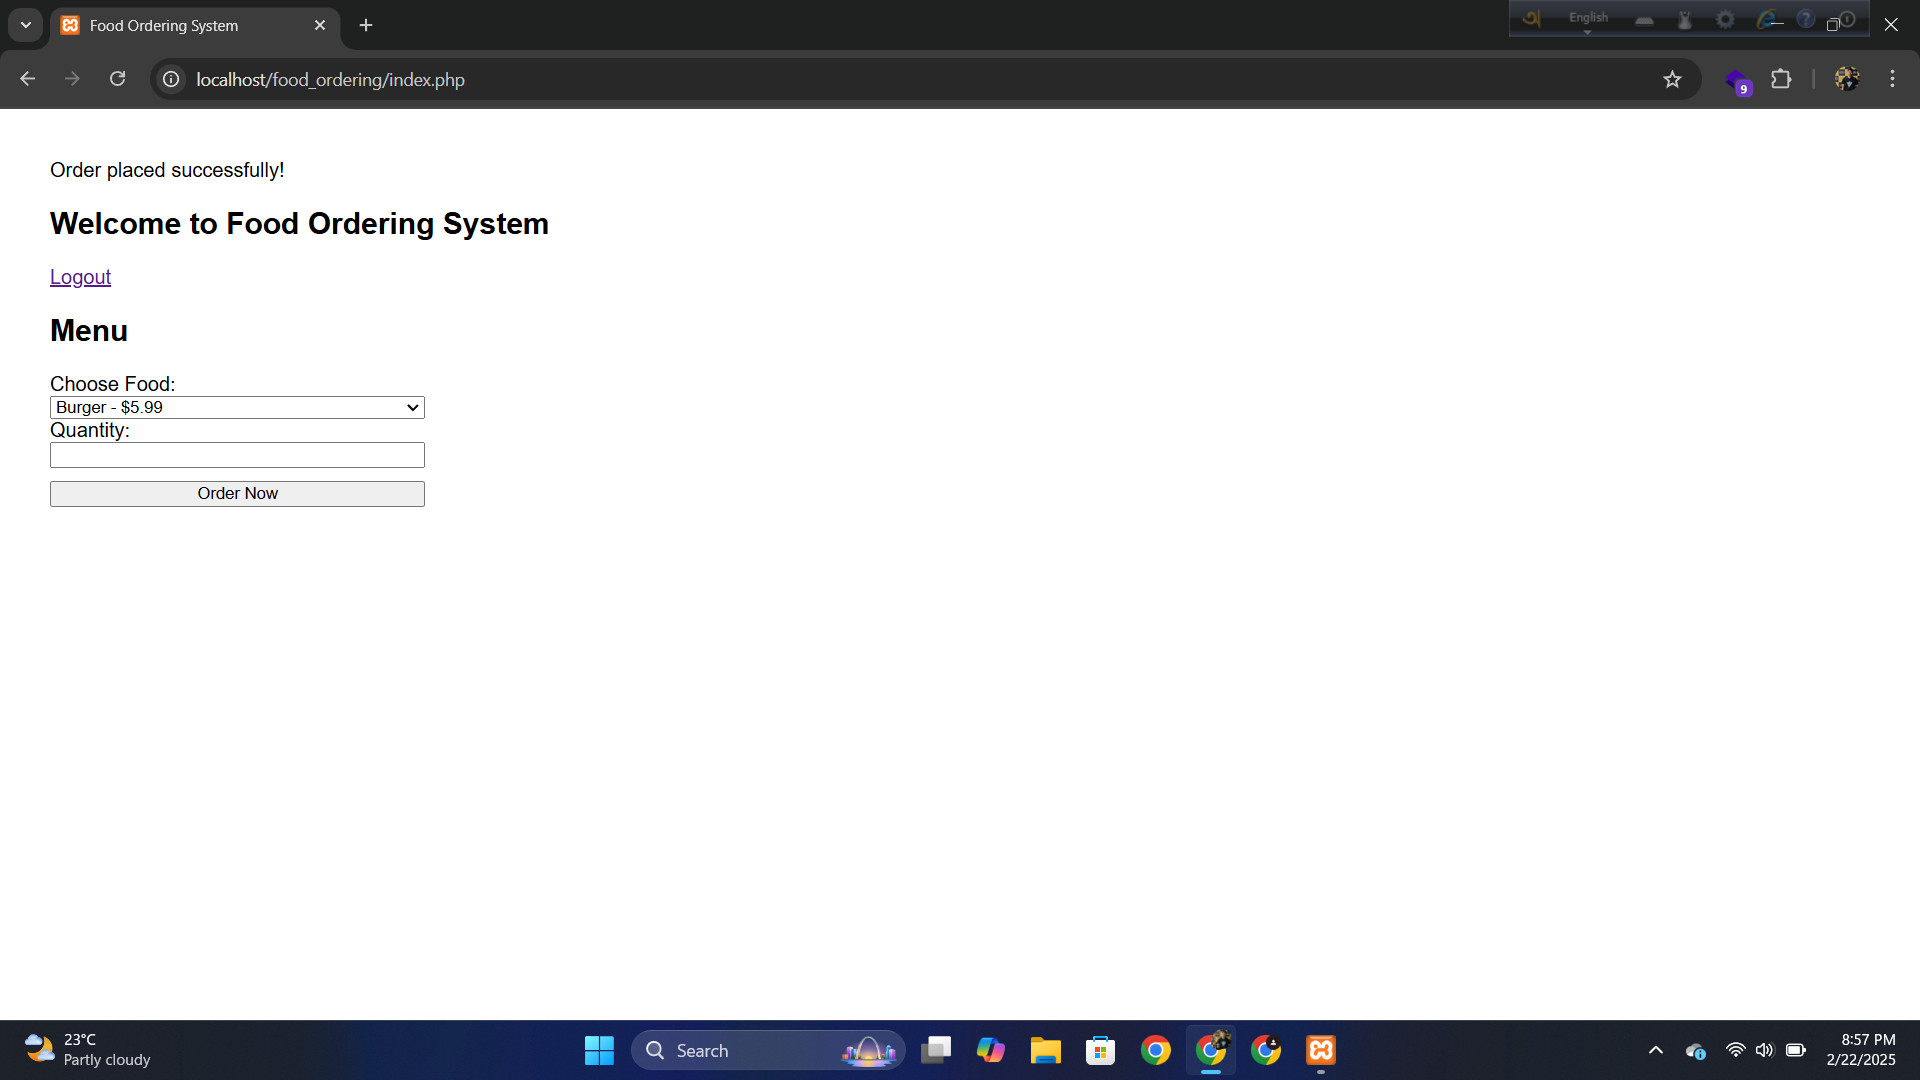 Food Ordering System
অ English
localhost/food_ordering/index.php
9
Order placed successfully!
Welcome to Food Ordering System
Logout
Menu
Choose Food:
Burger - $5.99
Quantity:
Order Now
23°C
Partly cloudy
Search
8:57 PM
2/22/2025